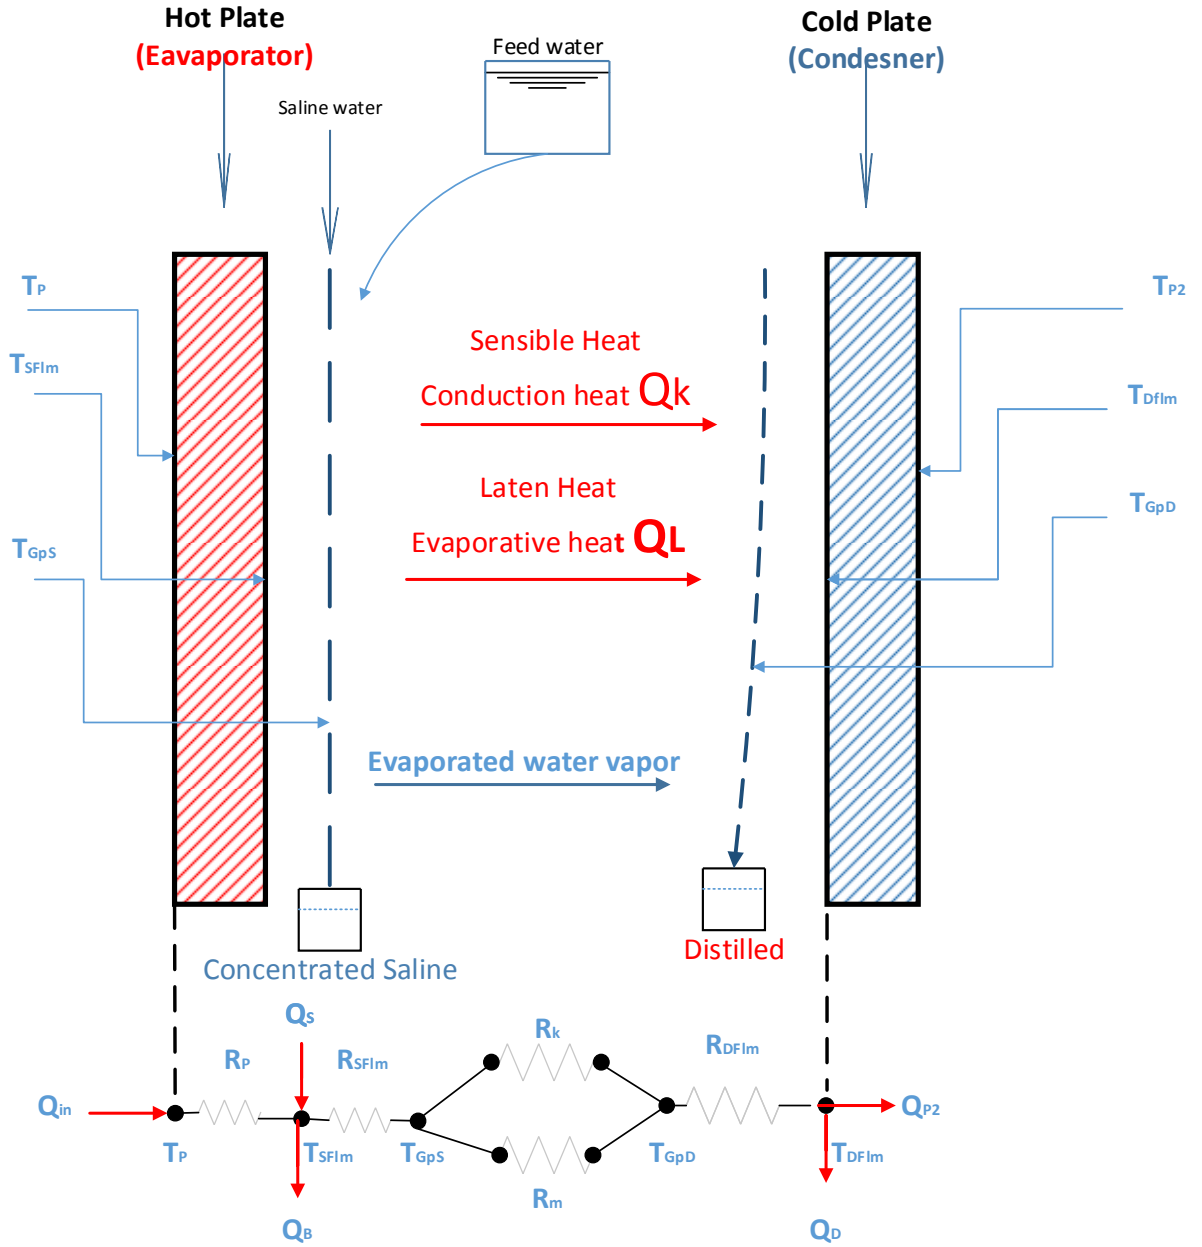 Hot Plate
(Eavaporator)
Cold Plate
(Condesner)
Feed water
Saline water
TP
TSFlm
TGpS
TP2
TDflm
TGpD
Sensible Heat
Conduction heat Qk
Laten Heat
Evaporative heat QL
Evaporated water vapor
Concentrated Saline
Distilled
QS
RP
RSFlm
Rk
RDFlm
Qin
QP2
TP
TSFlm
TGpS
TGpD
TDFlm
Rm
QB
QD